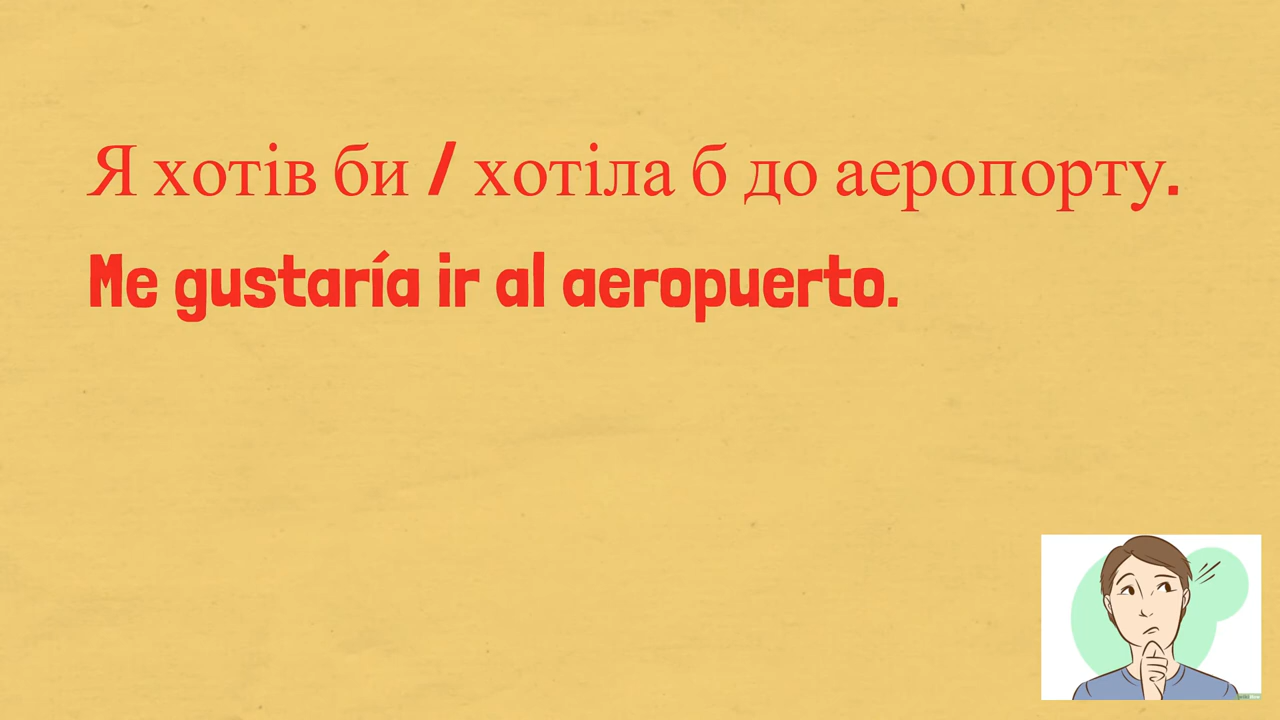 Я хотів би / хотіла б до аеропорту.
Me gustaría ir al aeropuerto.